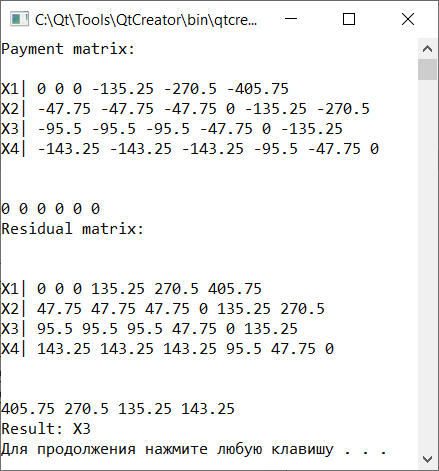 C:\Qt\Tools\QtCreator\bin\qtcre...
Payment matrix:
X1| 0 0 0 -135.25 -270.5 -405.75
X2| -47.75 -47.75 -47.75 0 -135.25 -270.5
X3| -95.5 -95.5 -95.5 -47.75 0 -135.25
X4| -143.25 -143.25 -143.25 -95.5 -47.75 0
0 0 0 0 0 0
Residual matrix:
X1| 0 0 0 135.25 270.5 405.75
X2| 47.75 47.75 47.75 0 135.25 270.5
X3| 95.5 95.5 95.5 47.75 0 135.25
X4| 143.25 143.25 143.25 95.5 47.75 0
405.75 270.5 135.25 143.25
Result: X3
Для продолжения нажмите любую клавишу . . .